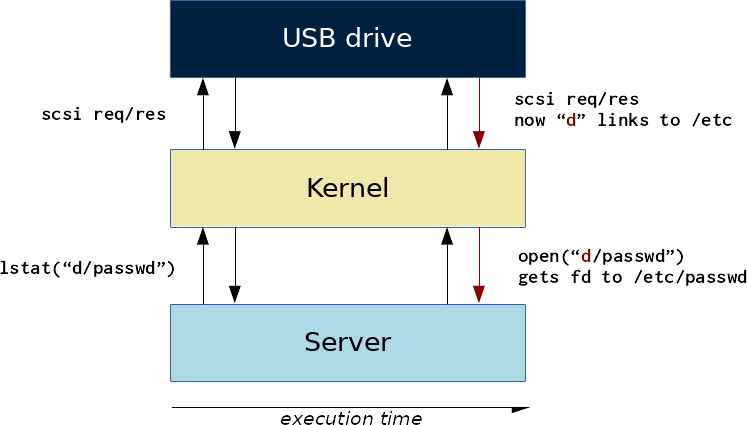 USB drive
scsi req/res
scsi req/res
now “d” links to /etc
Kernel
lstat(“d/passwd”)
open(“d/passwd”)
gets fd to /etc/passwd
Server
execution time